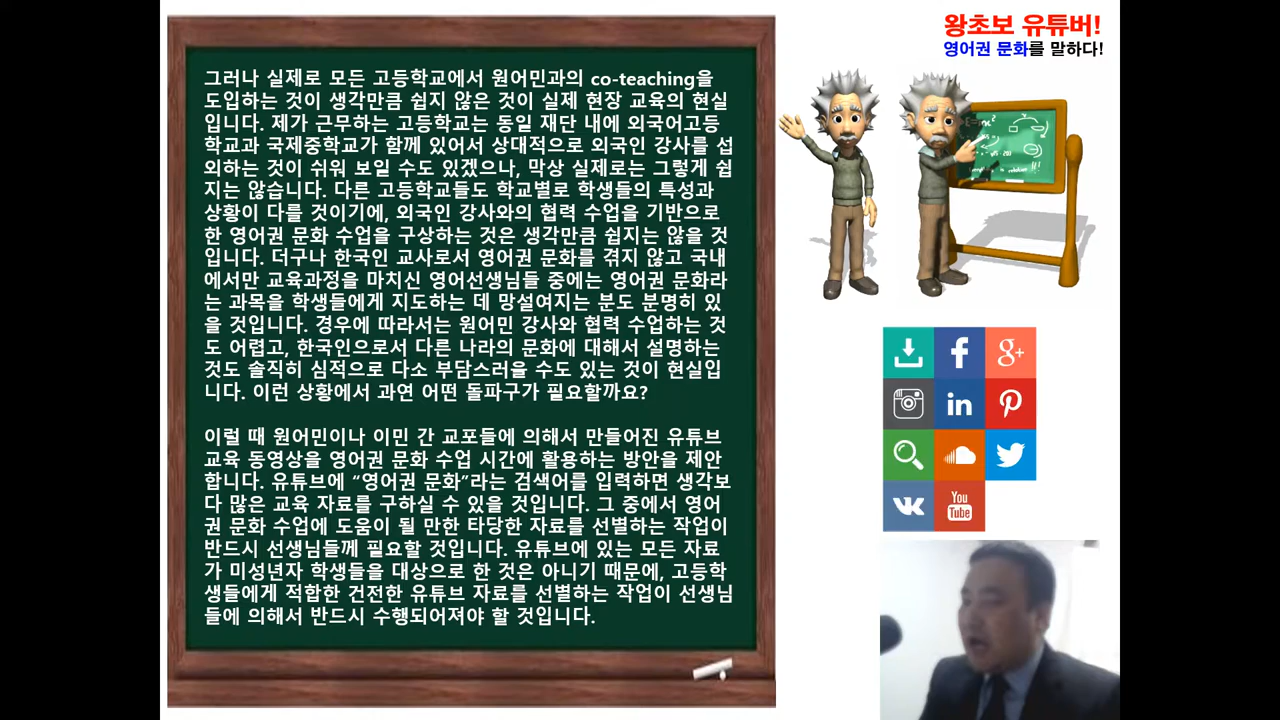 왕초보 유튜버!
영어권 문화를 말하다!
그러나 실제로 모든 고등학교에서 원어민과의 co-teaching을
도입하는 것이 생각만큼 쉽지 않은 것이 실제 현장 교육의 현실
입니다. 제가 근무하는 고등학교는 동일 재단 내에 외국어고등
학교과 국제중학교가 함께 있어서 상대적으로 외국인 강사를 섭
외하는 것이 쉬워 보일 수도 있겠으나, 막상 실제로는 그렇게 쉽
지는 않습니다. 다른 고등학교들도 학교별로 학생들의 특성과
상황이 다를 것이기에, 외국인 강사와의 협력 수업을 기반으로
한 영어권 문화 수업을 구상하는 것은 생각만큼 쉽지는 않을 것
입니다. 더구나 한국인 교사로서 영어권 문화를 겪지 않고 국내
에서만 교육과정을 마치신 영어선생님들 중에는 영어권 문화라
는 과목을 학생들에게 지도하는 데 망설여지는 분도 분명히 있
을 것입니다. 경우에 따라서는 원어민 강사와 협력 수업하는 것
도 어렵고, 한국인으로서 다른 나라의 문화에 대해서 설명하는
것도 솔직히 심적으로 다소 부담스러울 수도 있는 것이 현실입
니다. 이런 상황에서 과연 어떤 돌파구가 필요할까요?
이럴 때 원어민이나 이민 간 교포들에 의해서 만들어진 유튜브
교육 동영상을 영어권 문화 수업 시간에 활용하는 방안을 제안
합니다. 유튜브에 “영어권 문화”라는 검색어를 입력하면 생각보
다 많은 교육 자료를 구하실 수 있을 것입니다. 그 중에서 영어
권 문화 수업에 도움이 될 만한 타당한 자료를 선별하는 작업이
반드시 선생님들께 필요할 것입니다. 유튜브에 있는 모든 자료
가 미성년자 학생들을 대상으로 한 것은 아니기 때문에, 고등학
생들에게 적합한 건전한 유튜브 자료를 선별하는 작업이 선생님
들에 의해서 반드시 수행되어져야 할 것입니다.
f
g+
in
VK
You
Tube